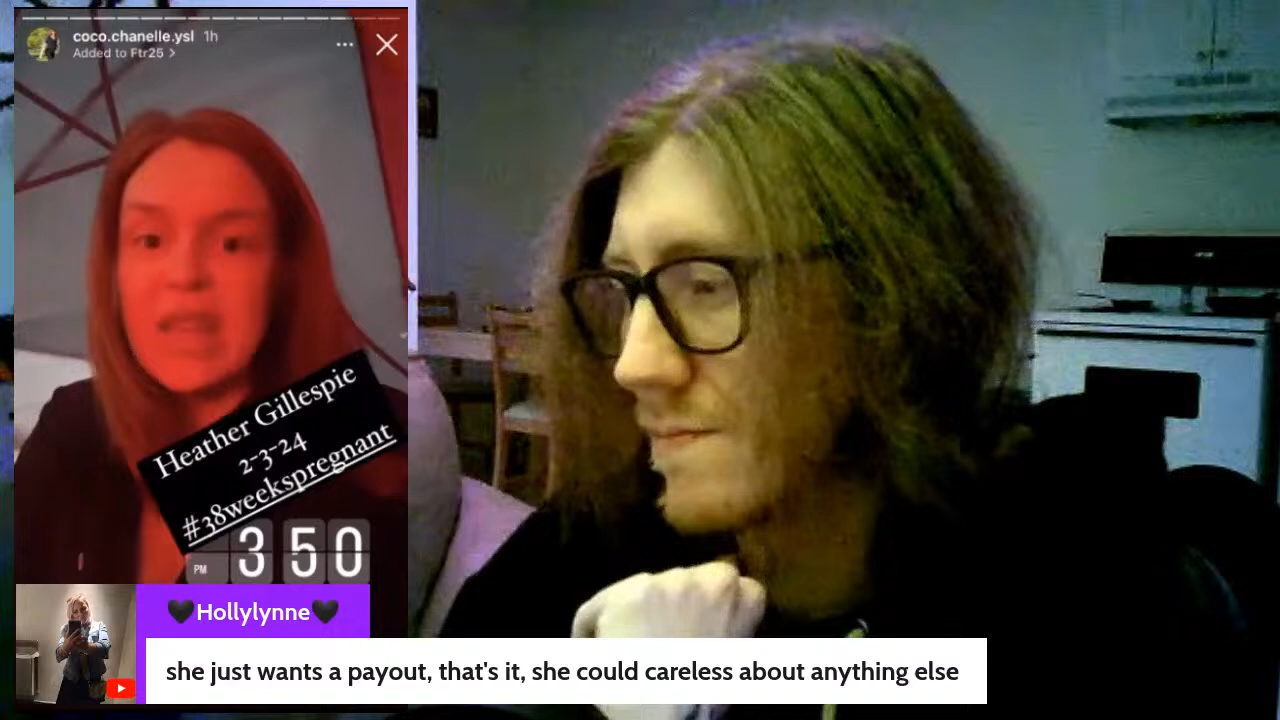 coco.chanelle.ysl 1h
Added to Ftr25 >
Heather Gillespie
2-3-24
#38weekspregnant
PM 3 50
🖤Hollylynne🖤
she just wants a payout, that's it, she could careless about anything else